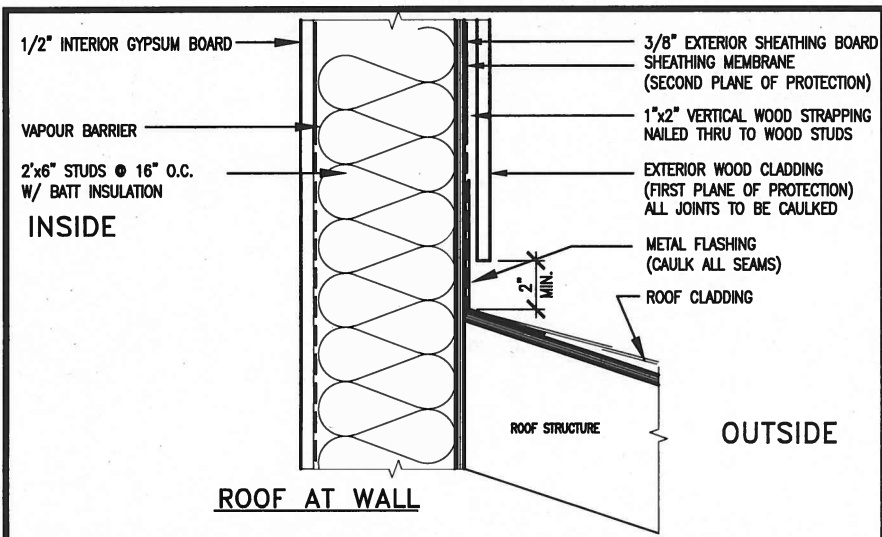 1/2" INTERIOR GYPSUM BOARD
VAPOUR BARRIER
2'x6" STUDS @ 16" O.C.
W/ BATT INSULATION
INSIDE
3/8" EXTERIOR SHEATHING BOARD
SHEATHING MEMBRANE
(SECOND PLANE OF PROTECTION)
1"x2" VERTICAL WOOD STRAPPING
NAILED THRU TO WOOD STUDS
EXTERIOR WOOD CLADDING
(FIRST PLANE OF PROTECTION)
ALL JOINTS TO BE CAULKED
METAL FLASHING
(CAULK ALL SEAMS)
2"
MIN.
ROOF CLADDING
ROOF STRUCTURE
OUTSIDE
ROOF AT WALL